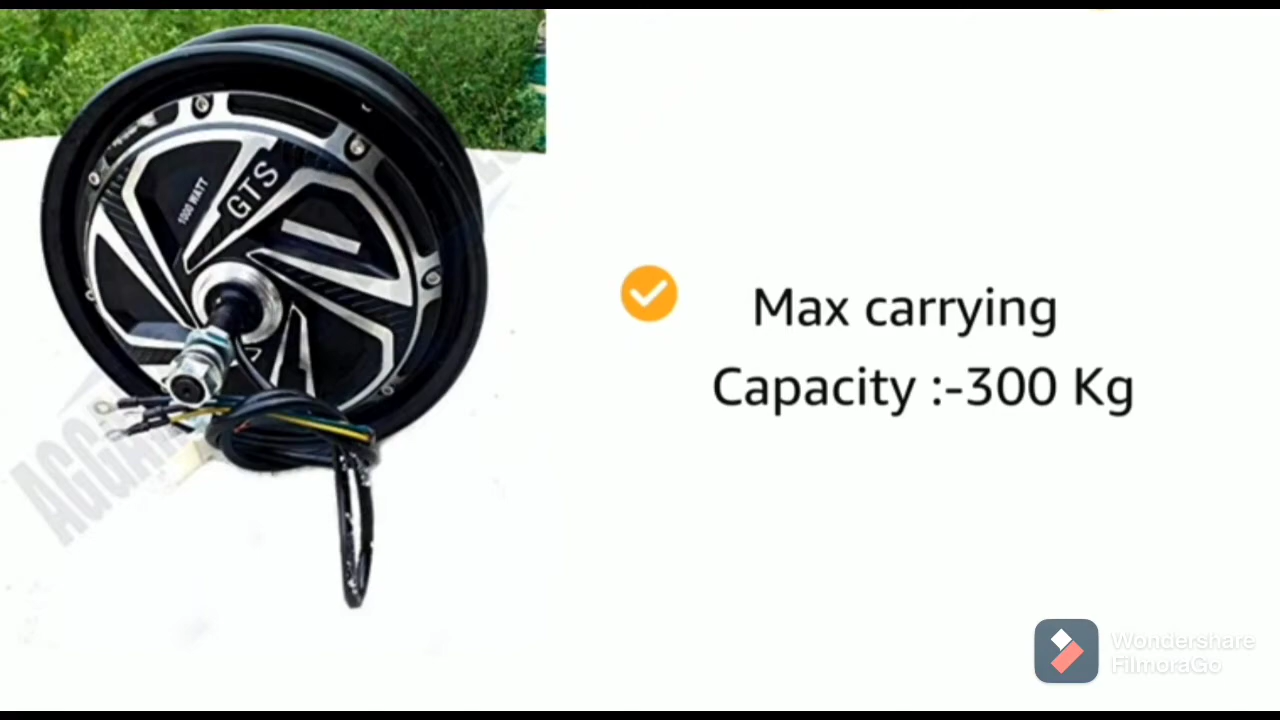 1000 WATT
GTS
Max carrying
Capacity :-300 Kg
Wondershare
FilmoraGo